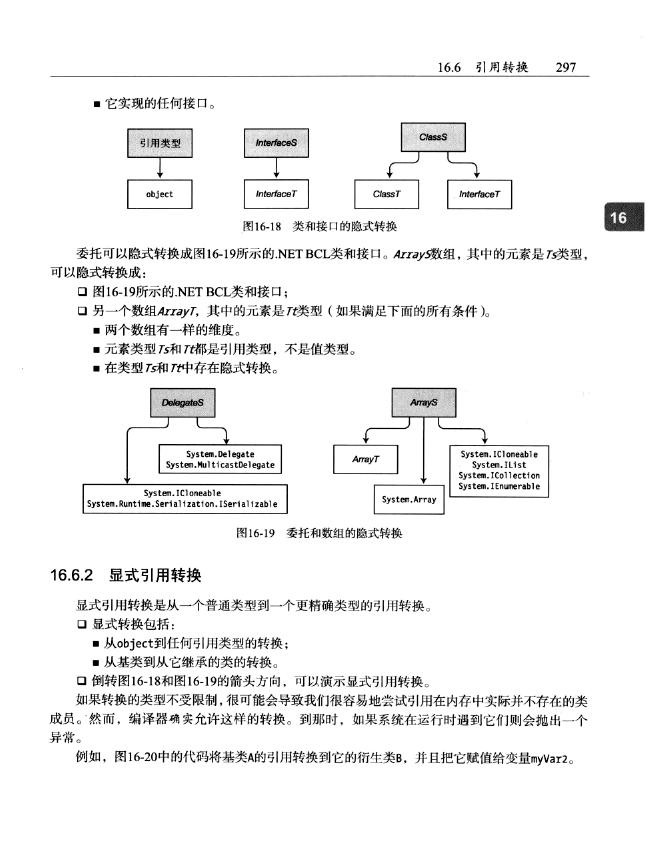 16.6 引用转换 297
■ 它实现的任何接口。
引用类型 InterfaceS ClassS
object InterfaceT ClassT InterfaceT
图16-18 类和接口的隐式转换
16
委托可以隐式转换成图16-19所示的.NET BCL类和接口。ArrayS数组，其中的元素是Ts类型，
可以隐式转换成：
❑ 图16-19所示的.NET BCL类和接口；
❑ 另一个数组ArrayT，其中的元素是Tt类型（如果满足下面的所有条件）。
■ 两个数组有一样的维度。
■ 元素类型Ts和Tt都是引用类型，不是值类型。
■ 在类型Ts和Tt中存在隐式转换。
DelegateS
System.Delegate
System.MulticastDelegate
System.ICloneable
System.Runtime.Serialization.ISerializable
ArrayS
ArrayT
System.Array
System.ICloneable
System.IList
System.ICollection
System.IEnumerable
图16-19 委托和数组的隐式转换
16.6.2 显式引用转换
显式引用转换是从一个普通类型到一个更精确类型的引用转换。
❑ 显式转换包括：
■ 从object到任何引用类型的转换；
■ 从基类到从它继承的类的转换。
❑ 倒转图16-18和图16-19的箭头方向，可以演示显式引用转换。
如果转换的类型不受限制，很可能会导致我们很容易地尝试引用在内存中实际并不存在的类
成员。然而，编译器确实允许这样的转换。到那时，如果系统在运行时遇到它们则会抛出一个
异常。
例如，图16-20中的代码将基类A的引用转换到它的衍生类B，并且把它赋值给变量myVar2。